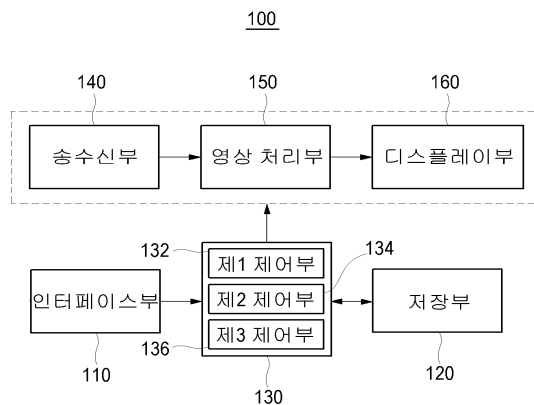 100
140
150
160
송수신부
영상 처리부
디스플레이부
132
제1 제어부
134
인터페이스부
제2 제어부
저장부
136
제3 제어부
110
130
120